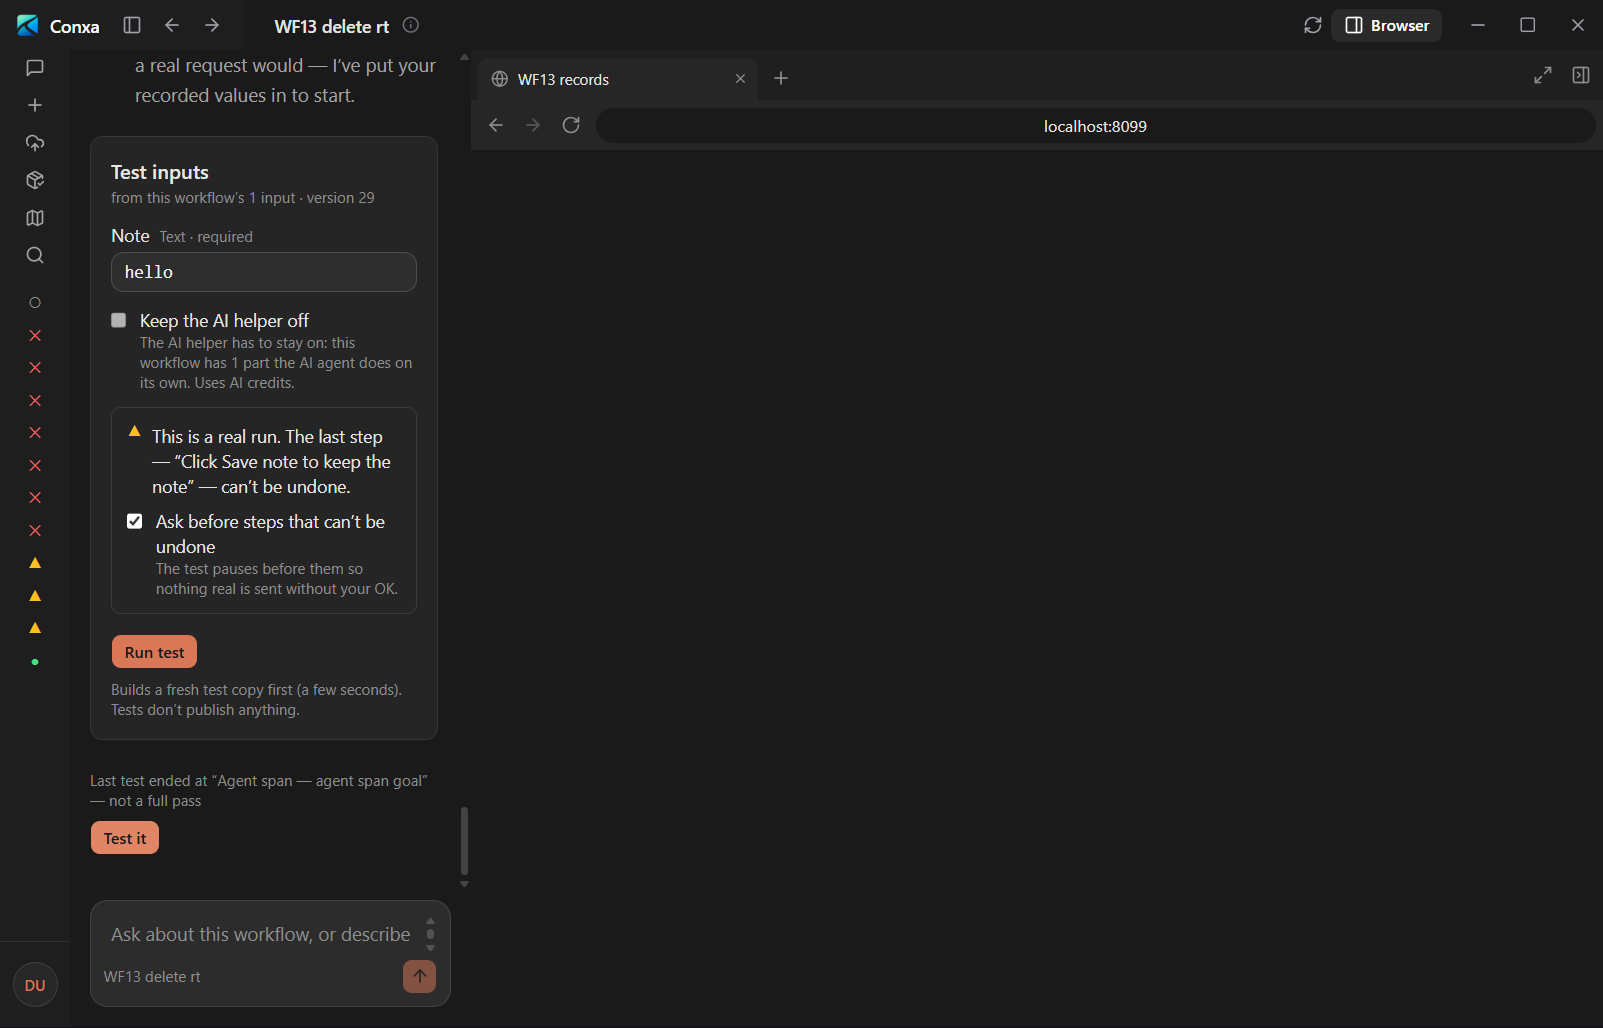 Conxa
WF13 delete rt
Browser
a real request would — I've put your
recorded values in to start.
WF13 records
localhost:8099
Test inputs
from this workflow's 1 input · version 29
Note Text · required
hello
Keep the AI helper off
The AI helper has to stay on: this
workflow has 1 part the AI agent does on
its own. Uses AI credits.
This is a real run. The last step
— “Click Save note to keep the
note” — can't be undone.
Ask before steps that can't be
undone
The test pauses before them so
nothing real is sent without your OK.
Run test
Builds a fresh test copy first (a few seconds).
Tests don't publish anything.
Last test ended at “Agent span — agent span goal”
— not a full pass
Test it
Ask about this workflow, or describe
WF13 delete rt
DU